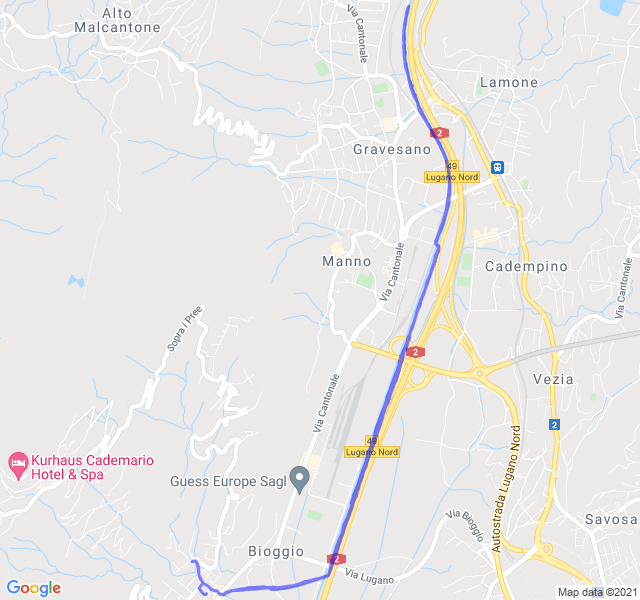 Alto
Malcantone
Via Cantonale
Lamone
2
Gravesano
49
Lugano Nord
Manno
Via Cantonale
Cadempino
Via Cantonale
Sopra i Pree
2
Vezia
Via Cantonale
2
49
Lugano Nord
Autostrada Lugano Nord
Kurhaus Cademario
Hotel & Spa
Guess Europe Sagl
Via Bioggio
Savosa
Bioggio
2
Via Lugano
Google
Map data ©2021